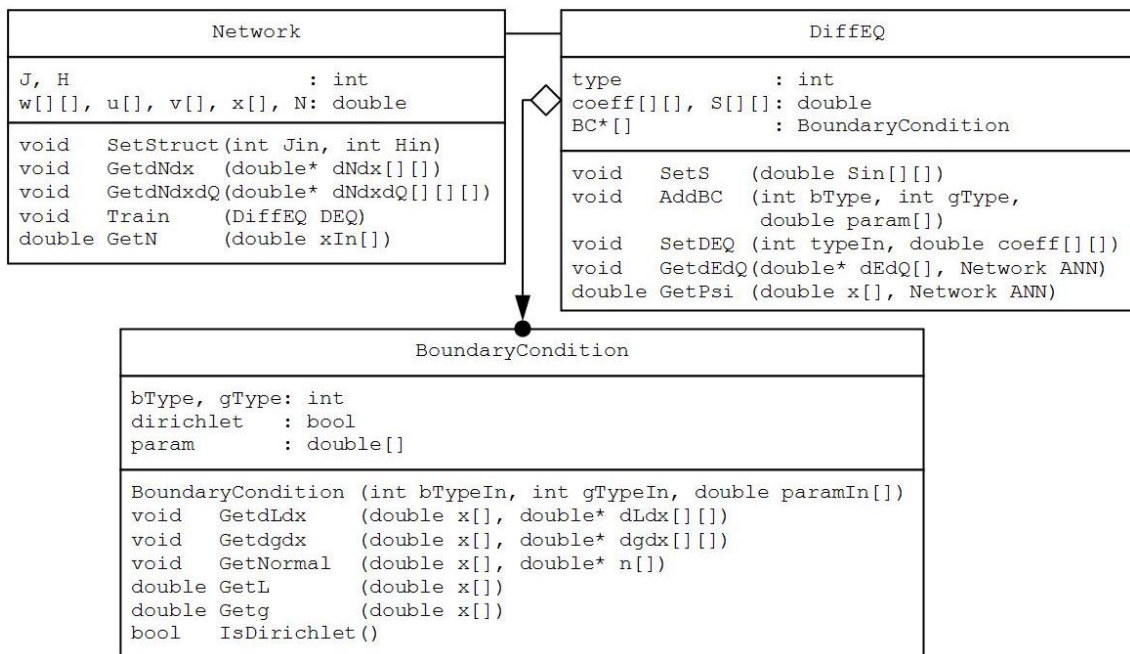 Network
J, H : int
w[][], u[], v[], x[], N: double
void SetStruct(int Jin, int Hin)
void GetdNdx (double* dNdx[][])
void GetdNdxdQ(double* dNdxdQ[][][])
void Train (DiffEQ DEQ)
double GetN (double xIn[])
DiffEQ
type : int
coeff[][], S[][]: double
BC*[] : BoundaryCondition
void SetS (double Sin[][])
void AddBC (int bType, int gType,
double param[])
void SetDEQ (int typeIn, double coeff[][])
void GetdEdQ(double* dEdQ[], Network ANN)
double GetPsi (double x[], Network ANN)
BoundaryCondition
bType, gType: int
dirichlet : bool
param : double[]
BoundaryCondition (int bTypeIn, int gTypeIn, double paramIn[])
void GetdLdx (double x[], double* dLdx[][])
void Getdgdx (double x[], double* dgdx[][])
void GetNormal (double x[], double* n[])
double GetL (double x[])
double Getg (double x[])
bool IsDirichlet()